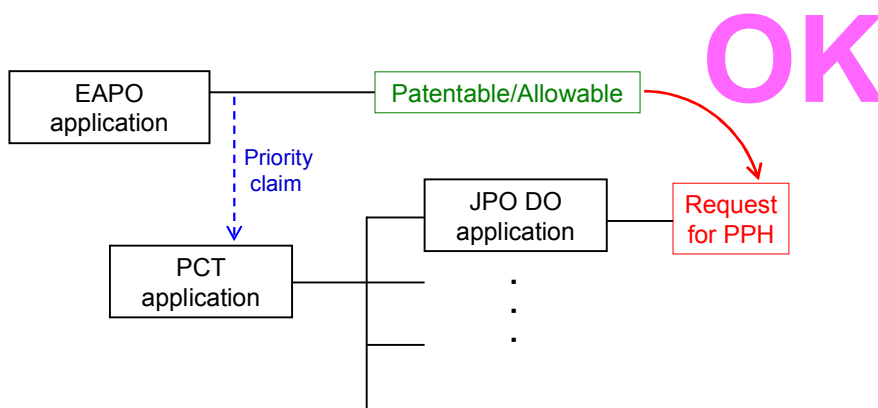 OK
EAPO
application
Patentable/Allowable
Priority
claim
JPO DO
application
Request
for PPH
PCT
application